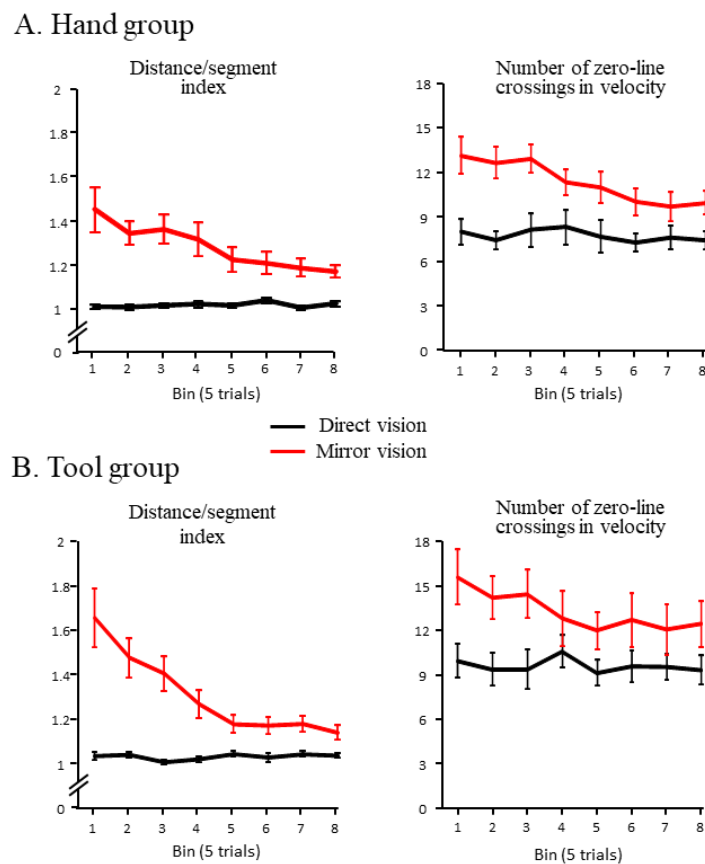 A. Hand group
Distance/segment
index
Number of zero-line
crossings in velocity
2
1.8
1.6
1.4
1.2
1
0
1 2 3 4 5 6 7 8
Bin (5 trials)
18
15
12
9
6
3
0
1 2 3 4 5 6 7 8
Bin (5 trials)
Direct vision
Mirror vision
B. Tool group
Distance/segment
index
Number of zero-line
crossings in velocity
2
1.8
1.6
1.4
1.2
1
0
1 2 3 4 5 6 7 8
Bin (5 trials)
18
15
12
9
6
3
0
1 2 3 4 5 6 7 8
Bin (5 trials)